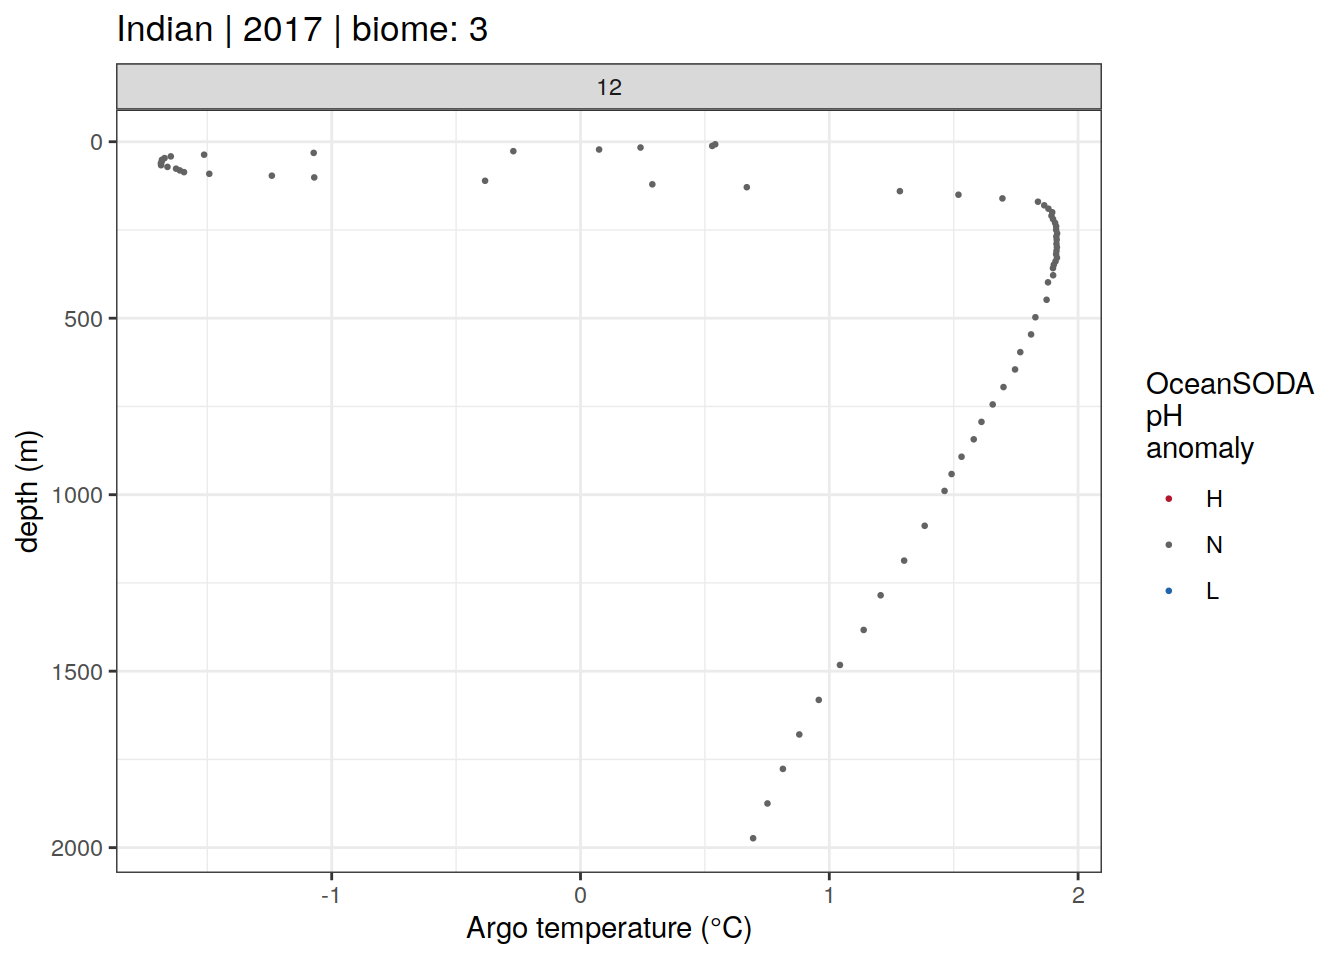 Indian | 2017 | biome: 3
12
0
500
1000
1500
2000
depth (m)
-1
0
1
2
Argo temperature (°C)
OceanSODA
pH
anomaly
H
N
L